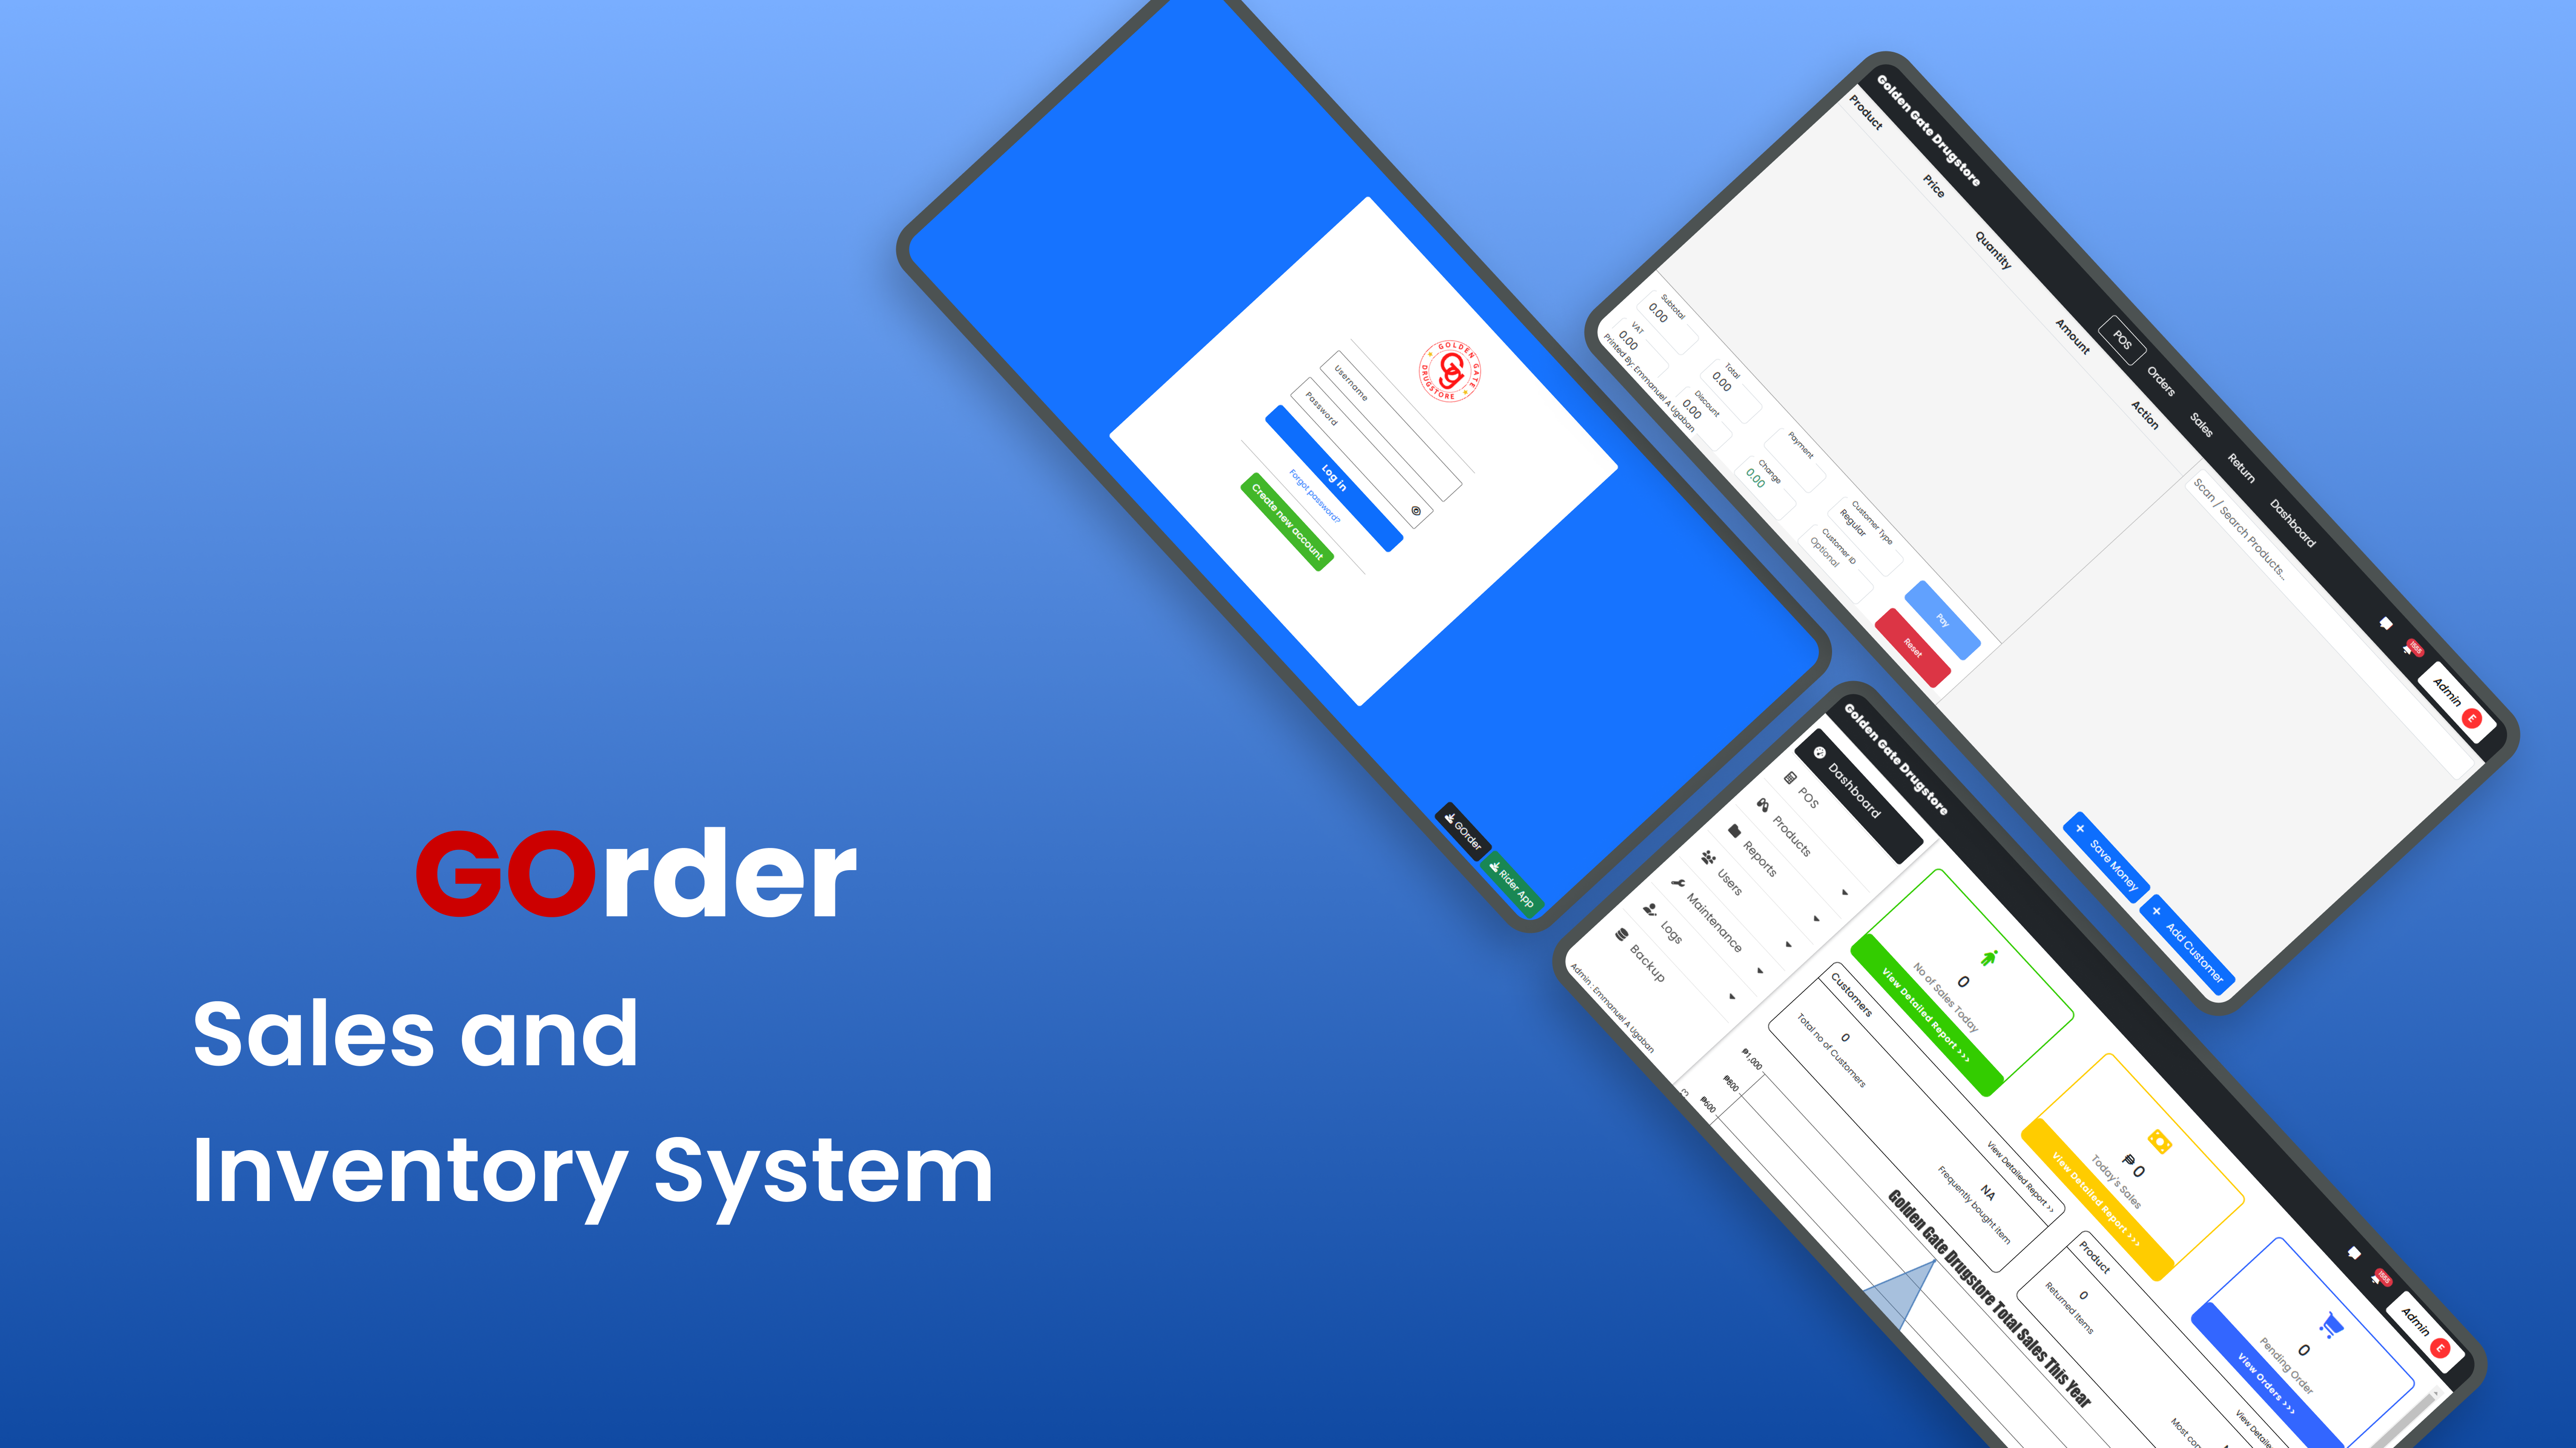 GOrder
Sales and
Inventory System
GOLDEN GATE
DRUGSTORE
Username
Password
Log in
Forgot password?
Create new account
GOrder
Rider App
Golden Gate Drugstore
POS
Orders
Sales
Return
Dashboard
Admin
E
Product
Price
Quantity
Amount
Action
Scan / Search Products...
Subtotal
0.00
Total
0.00
Payment
Customer Type
Regular
Pay
VAT
0.00
Discount
0.00
Change
0.00
Customer ID
Optional
Reset
Printed By: Emmanuel A Ugaban
+ Save Money
+ Add Customer
Golden Gate Drugstore
Admin
E
Dashboard
POS
Products
Reports
Users
Maintenance
Logs
Backup
Admin : Emmanuel A Ugaban
0
No of Sales Today
View Detailed Report >>>
₱ 0
Today's Sales
View Detailed Report >>>
0
Pending Order
View Orders >>>
Customers
View Detailed Report >>
0
Total no of Customers
NA
Frequently bought item
Product
View Detaile
0
Returned Items
Most con
Golden Gate Drugstore Total Sales This Year
₱1,000
₱800
₱600